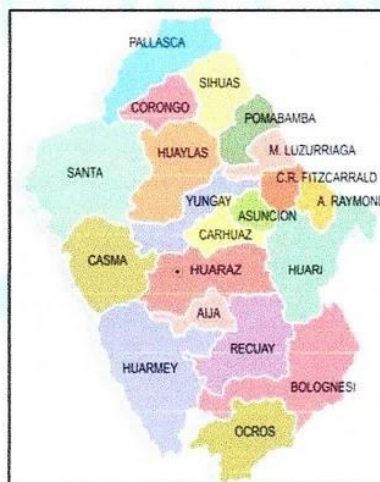 PALLASCA
SIHUAS
CORONGO
POMABAMBA
HUAYLAS
M. LUZURRIAGA
SANTA
C.R. FITZCARRALD
YUNGAY
A. RAYMOND
ASUNCION
CARHUAZ
CASMA
HUARAZ
HUARI
AIJA
HUARMEY
RECUAY
BOLOGNESI
OCROS